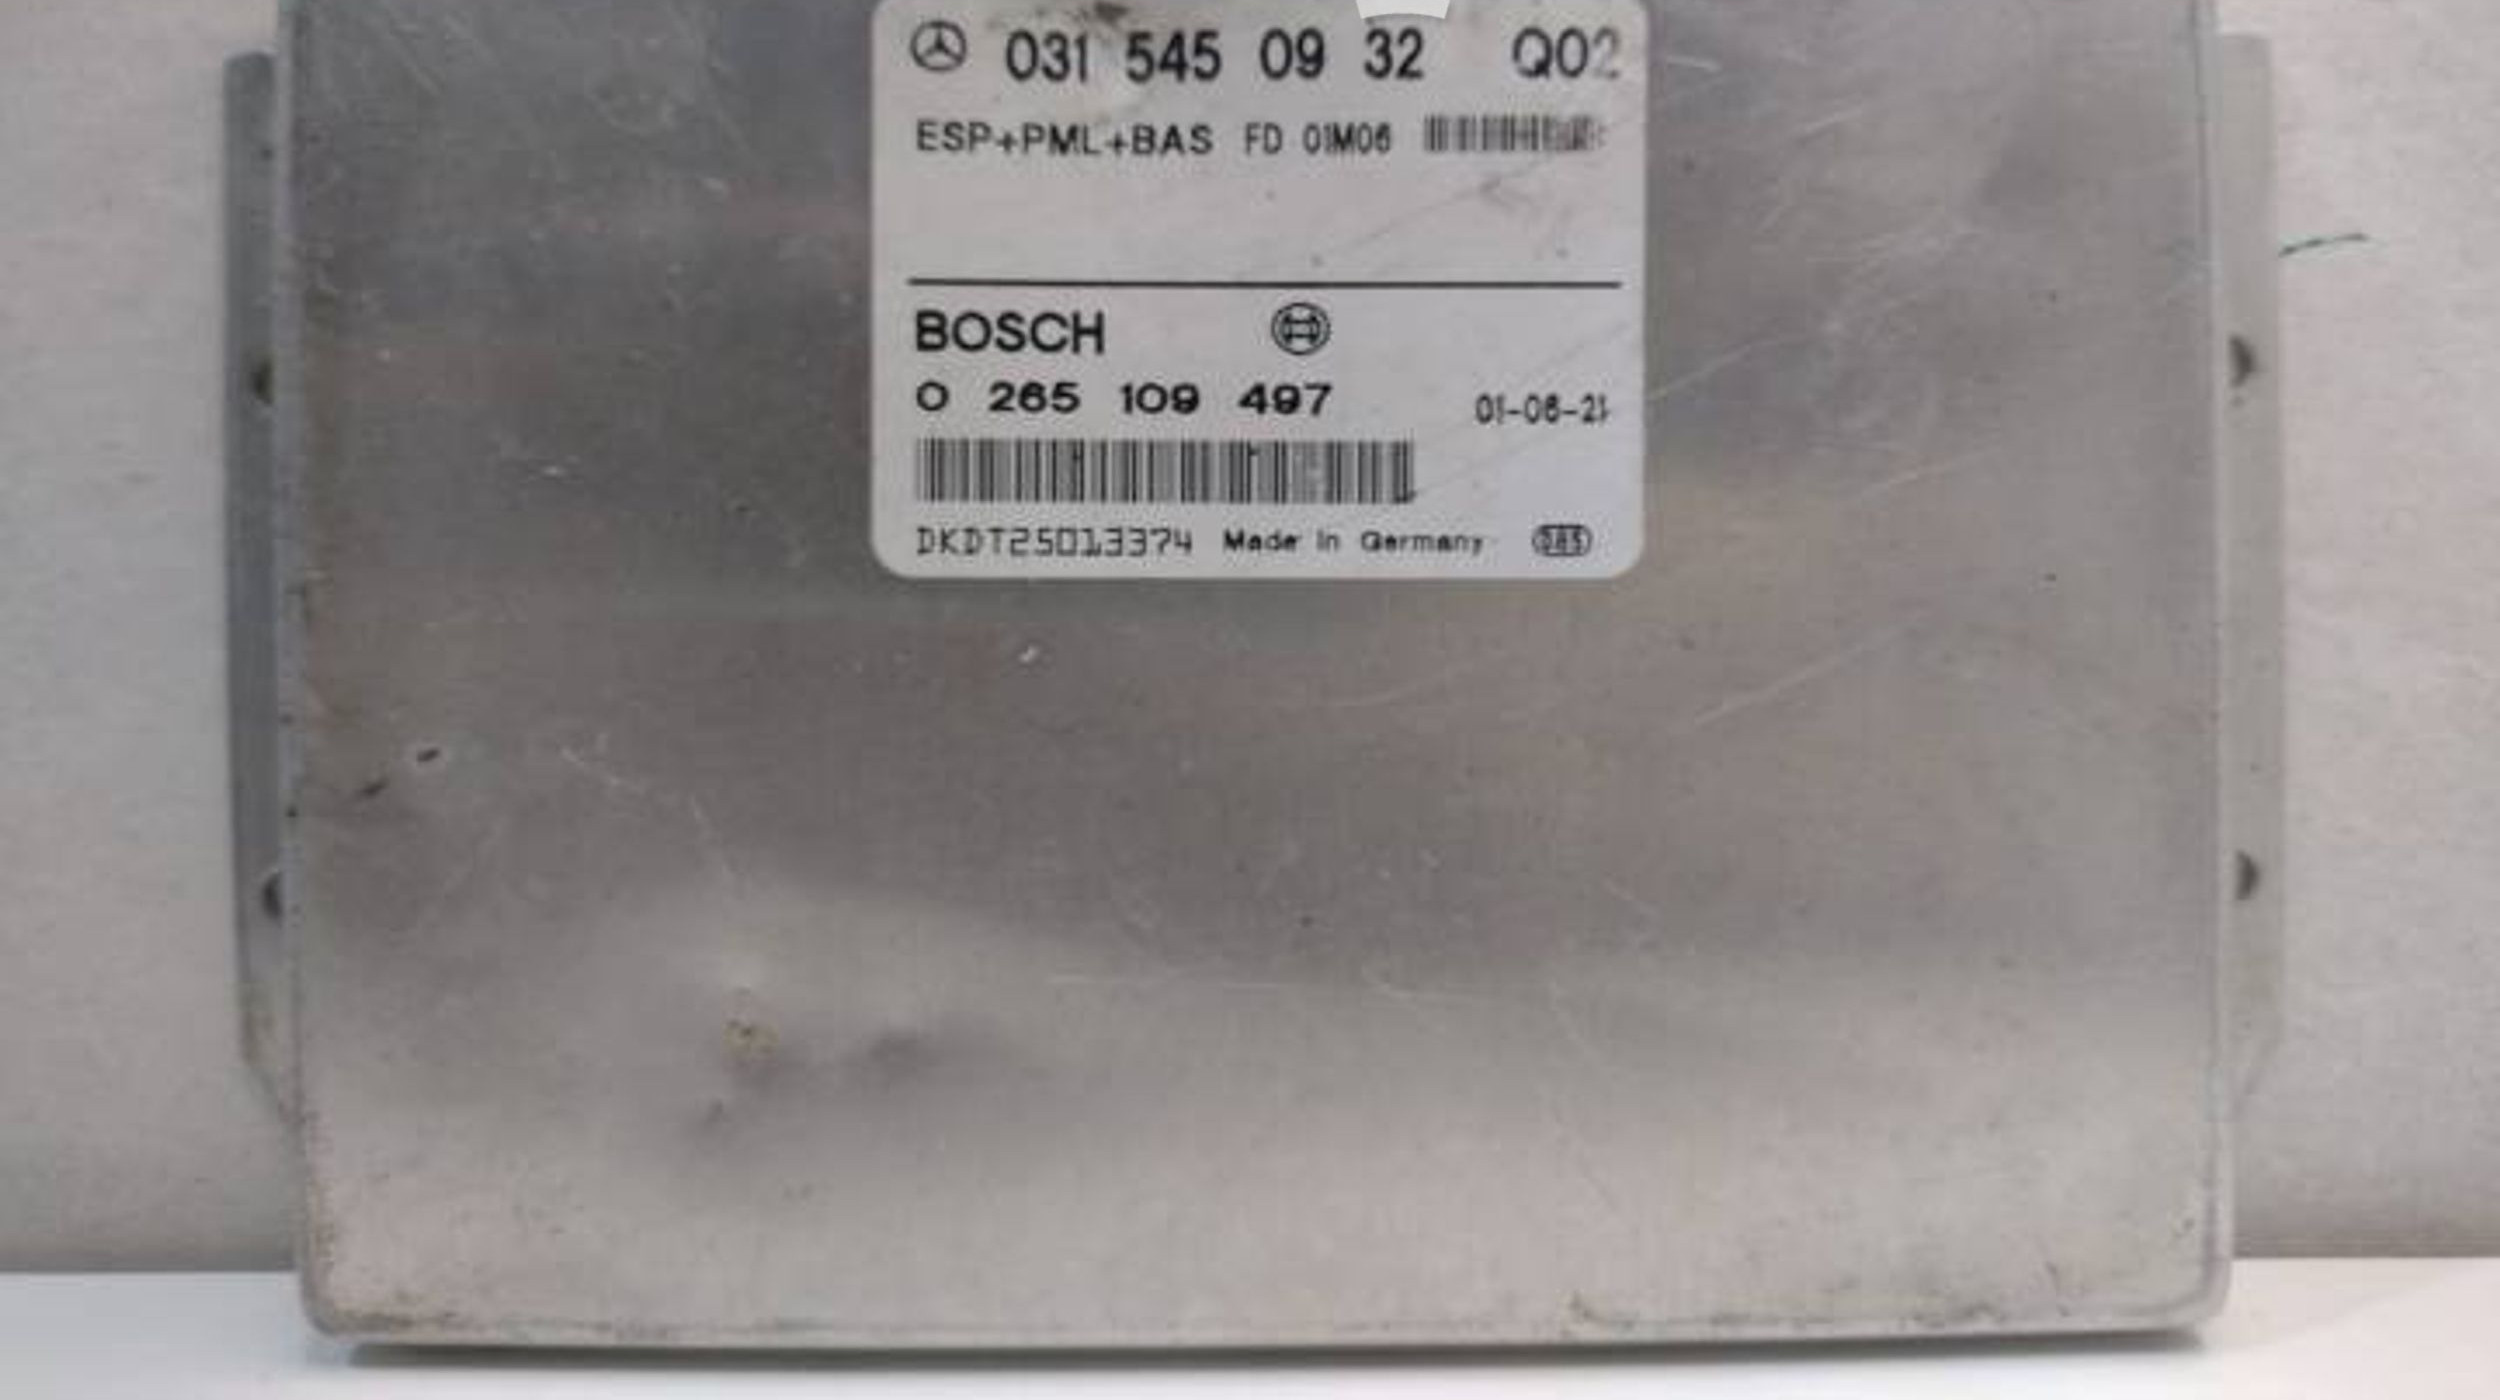 031 545 09 32 Q02
ESP+PML+BAS FD 01M06
BOSCH
0 265 109 497 01-06-21
DKDT25013374 Made in Germany